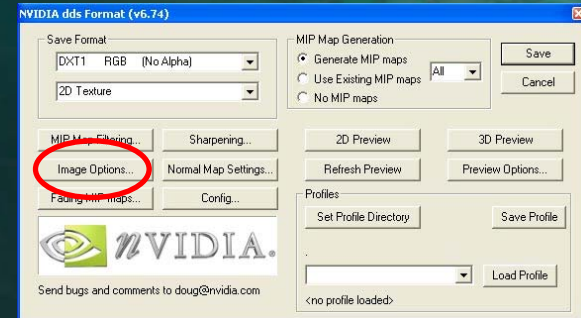 NVIDIA dds Format (v6.74)
Save Format
DXT1 RGB (No Alpha)
2D Texture
MIP Map Generation
Generate MIP maps
Use Existing MIP maps
No MIP maps
All
Save
Cancel
MIP Map Filtering...
Sharpening...
2D Preview
3D Preview
Image Options...
Normal Map Settings...
Refresh Preview
Preview Options...
Fading MIP maps...
Config...
Profiles
Set Profile Directory
Save Profile
.
nVIDIA.
Load Profile
Send bugs and comments to doug@nvidia.com
<no profile loaded>